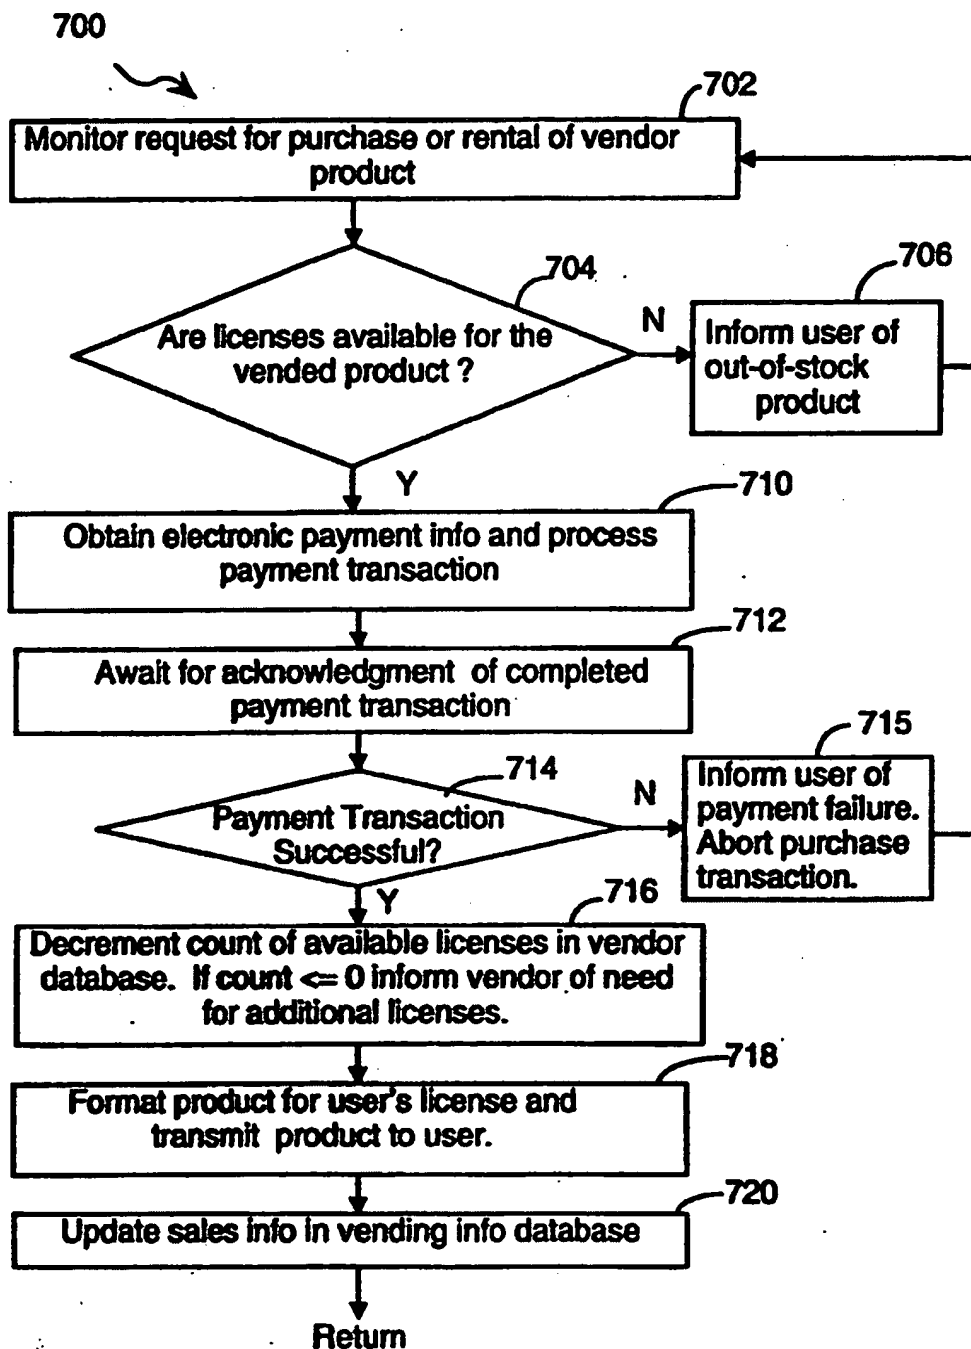 700
702
Monitor request for purchase or rental of vendor
product
704
706
Are licenses available for the
vended product ?
N
Inform user of
out-of-stock
product
Y
710
Obtain electronic payment info and process
payment transaction
712
Await for acknowledgment of completed
payment transaction
714
715
Payment Transaction
Successful?
N
Inform user of
payment failure.
Abort purchase
transaction.
Y
716
Decrement count of available licenses in vendor
database. If count <= 0 inform vendor of need
for additional licenses.
718
Format product for user's license and
transmit product to user.
720
Update sales info in vending info database
Return